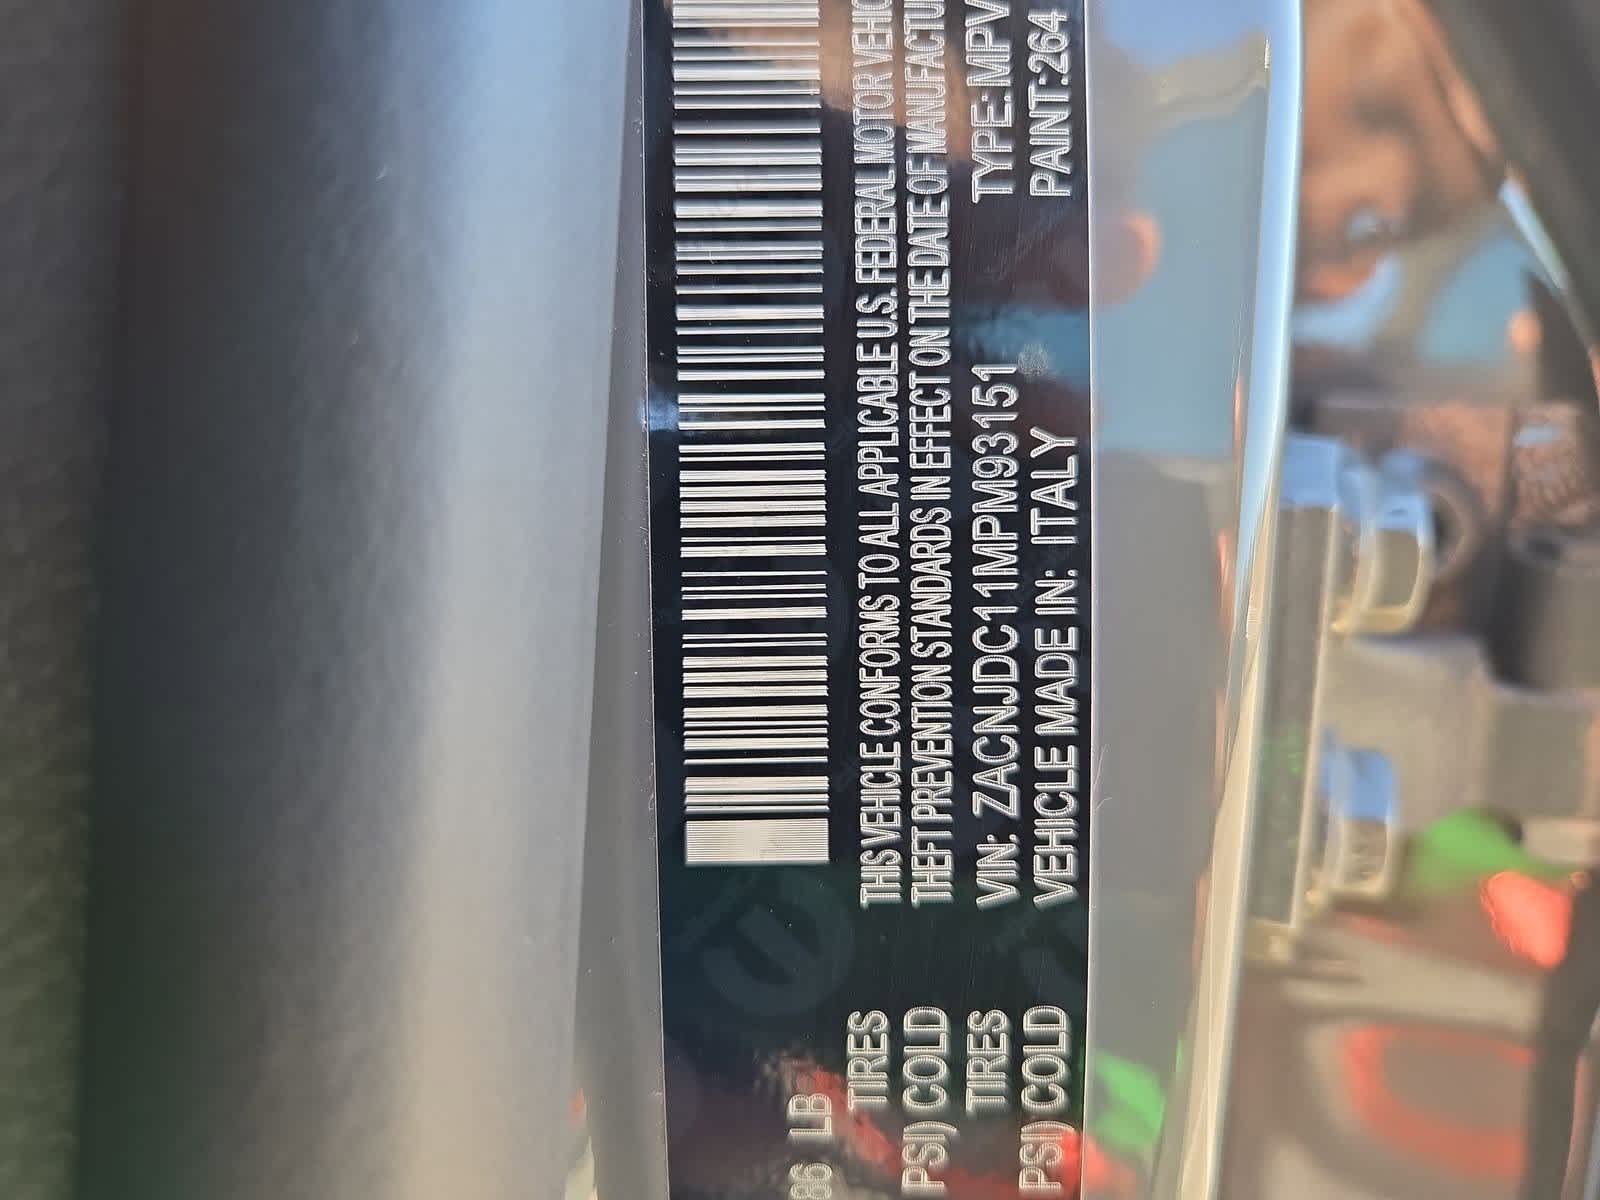 86 LB
TIRES
PSI) COLD
TIRES
PSI) COLD
THIS VEHICLE CONFORMS TO ALL APPLICABLE U.S. FEDERAL MOTOR VEHIC
THEFT PREVENTION STANDARDS IN EFFECT ON THE DATE OF MANUFACTU
VIN: ZACNJDC11MPM93151 TYPE: MPV
VEHICLE MADE IN: ITALY PAINT:264